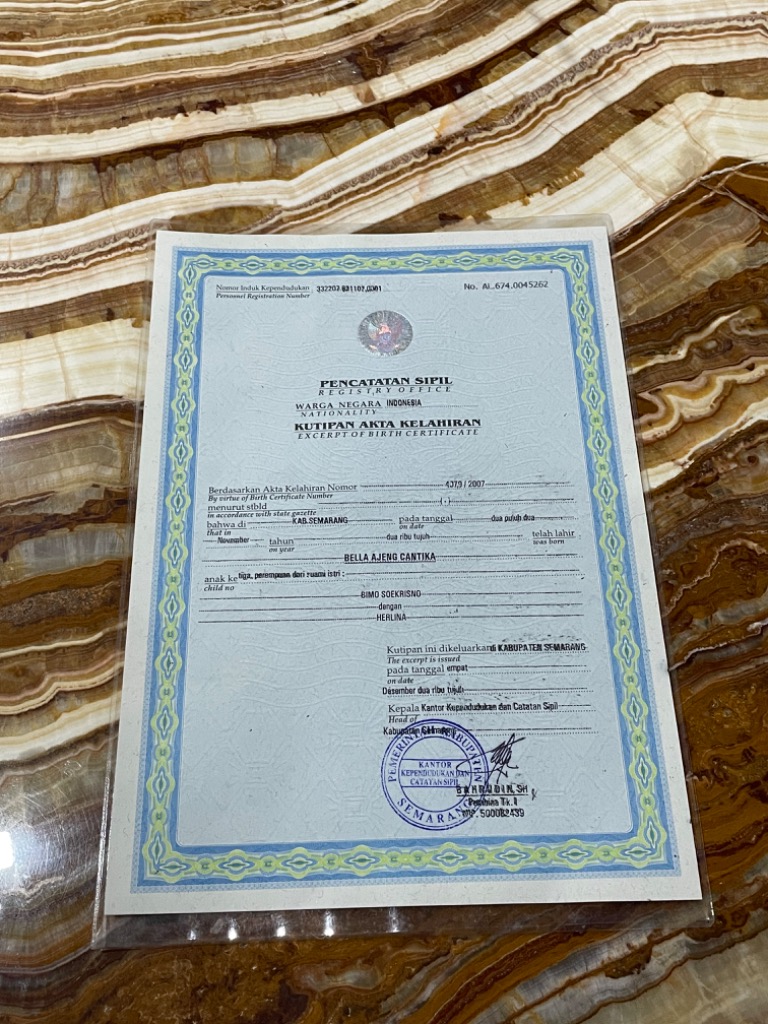 Nomor Induk Kependudukan 332202 631107.0001 No. AL.674.0045262
Personnel Registration Number
PENCATATAN SIPIL
REGISTRY OFFICE
WARGA NEGARA INDONESIA
NATIONALITY
KUTIPAN AKTA KELAHIRAN
EXCERPT OF BIRTH CERTIFICATE
Berdasarkan Akta Kelahiran Nomor / 2007
By virtue of Birth Certificate Number
menurut stbld (-)
in accordance with state gazette
bahwa di KAB.SEMARANG pada tanggal dua puluh dua
that in on date
November tahun dua ribu tujuh telah lahir
on year was born
BELLA AJENG CANTIKA
anak ke tiga, perempuan dari suami istri :
child no
BIMO SOEKRISNO
dengan
HERLINA
Kutipan ini dikeluarkan di KABUPATEN SEMARANG
The excerpt is issued
pada tanggal empat
on date
Desember dua ribu tujuh
Kepala Kantor Kependudukan dan Catatan Sipil
Head of
Kabupaten Semarang
PEMERINTAH KABUPATEN
KANTOR
KEPENDUDUKAN DAN
CATATAN SIPIL
SEMARANG
BAHRUDIN, SH
Tk. I
500082439